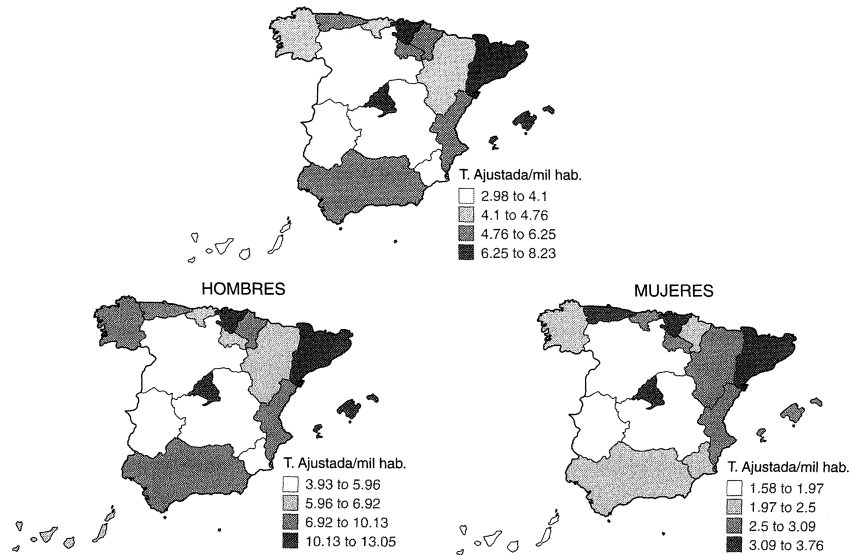 T. Ajustada/mil hab.
2.98 to 4.1
4.1 to 4.76
4.76 to 6.25
6.25 to 8.23
HOMBRES
T. Ajustada/mil hab.
3.93 to 5.96
5.96 to 6.92
6.92 to 10.13
10.13 to 13.05
MUJERES
T. Ajustada/mil hab.
1.58 to 1.97
1.97 to 2.5
2.5 to 3.09
3.09 to 3.76